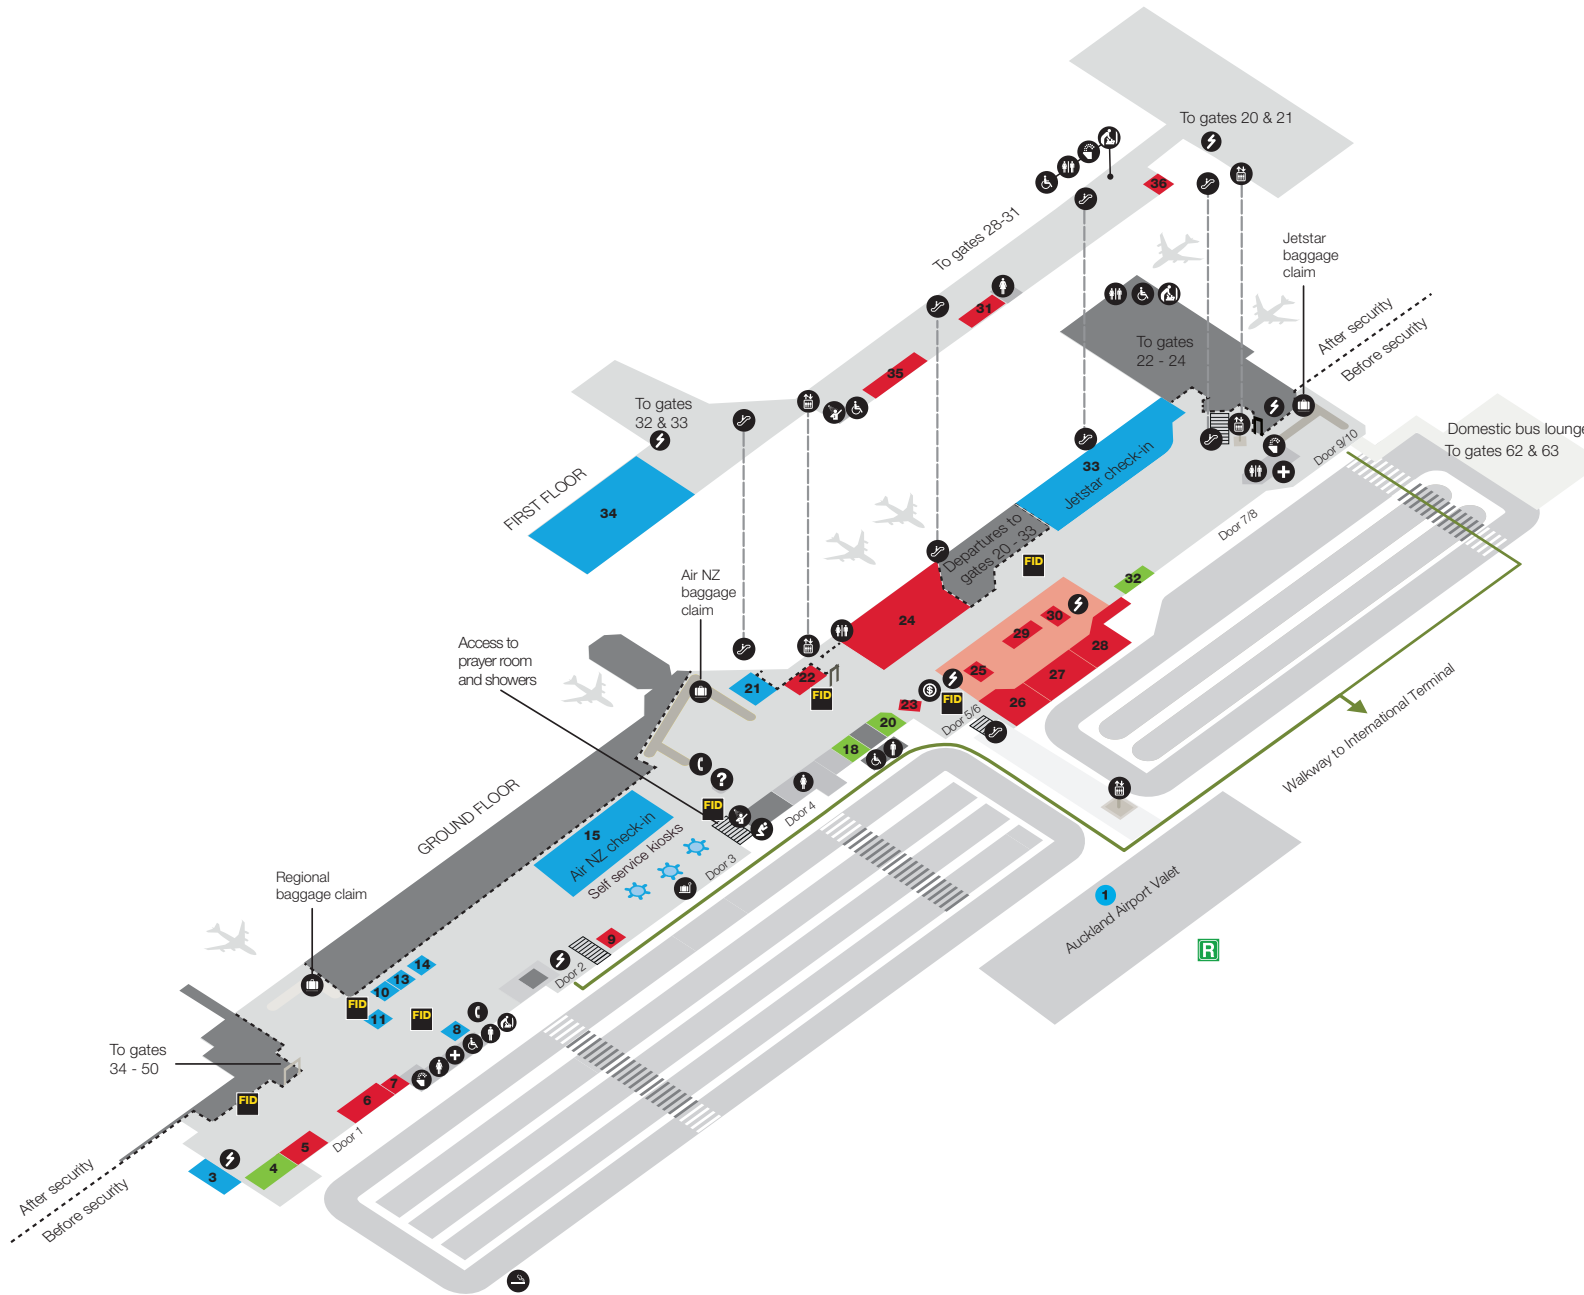 To gates 20 & 21
36
To gates 28-31
Jetstar
baggage
claim
31
After security
Before security
To gates
22 - 24
35
To gates
32 & 33
Domestic bus lounge
To gates 62 & 63
Door 9/10
33
Jetstar check-in
FIRST FLOOR
34
Door 7/8
Departures to
gates 20 - 33
FID
Air NZ
baggage
claim
32
30
24
29
28
Access to
prayer room
and showers
25
27
21
22
FID
26
23
FID
Door 5/6
20
18
Walkway to International Terminal
GROUND FLOOR
FID
Door 4
15
Air NZ check-in
Self service kiosks
Door 3
Regional
baggage claim
1
Auckland Airport Valet
R
9
Door 2
14
13
10
FID
11
FID
8
To gates
34 - 50
7
6
FID
Door 1
5
4
3
After security
Before security